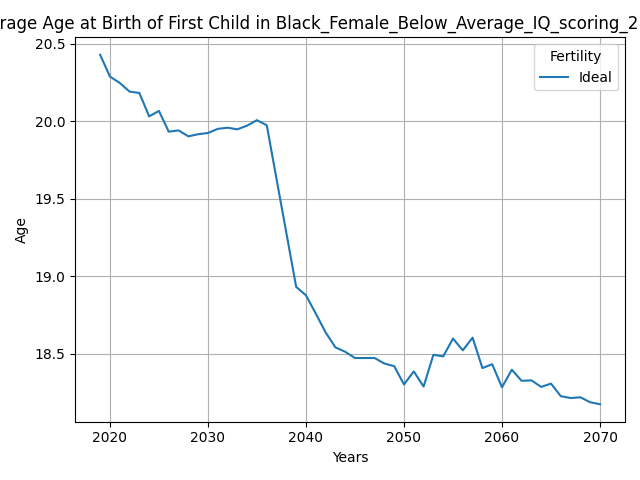 rage Age at Birth of First Child in Black_Female_Below_Average_IQ_scoring_2
Fertility
Ideal
20.5
20.0
19.5
19.0
18.5
Age
2020 2030 2040 2050 2060 2070
Years